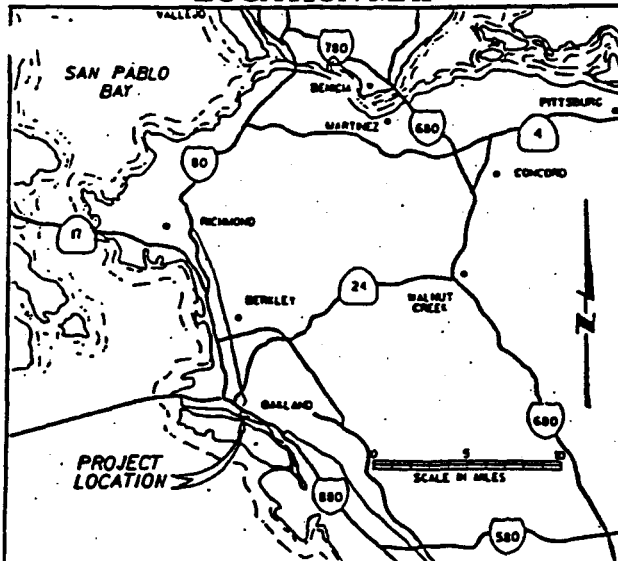 VALLEJO
780
SAN PABLO
BAY
BENICIA
PITTSBURG
MARTINEZ
680
4
80
CONCORD
17
RICHMOND
24
BERKLEY
WALNUT
CREEK
N
OAKLAND
680
0 5 10
SCALE IN MILES
PROJECT
LOCATION
880
580